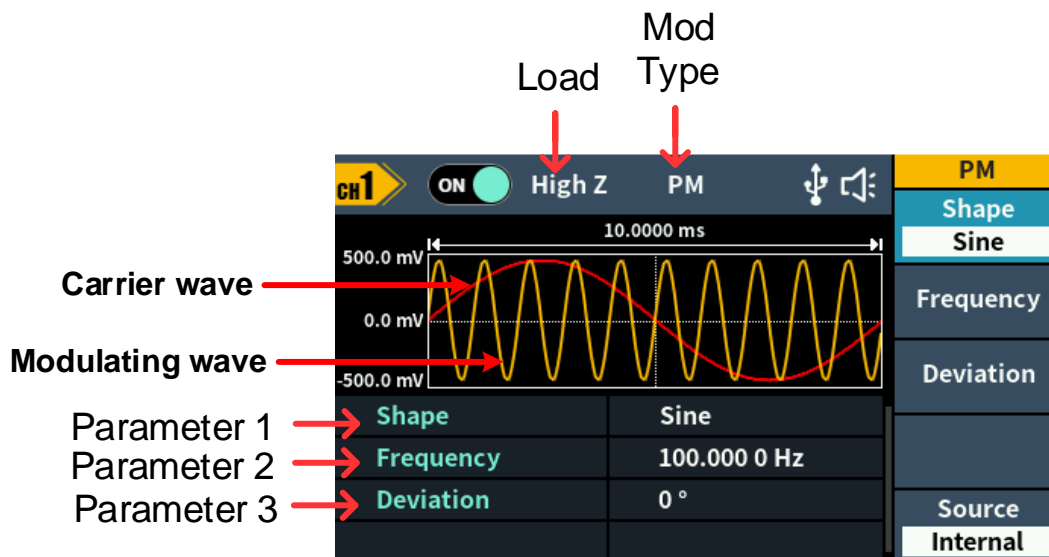 Mod
Type
Load
CH1 ON High Z PM
PM
Shape
Sine
10.0000 ms
500.0 mV
Carrier wave
Frequency
0.0 mV
Modulating wave
-500.0 mV
Deviation
Parameter 1 Shape Sine
Parameter 2 Frequency 100.000 0 Hz
Parameter 3 Deviation 0 °
Source
Internal